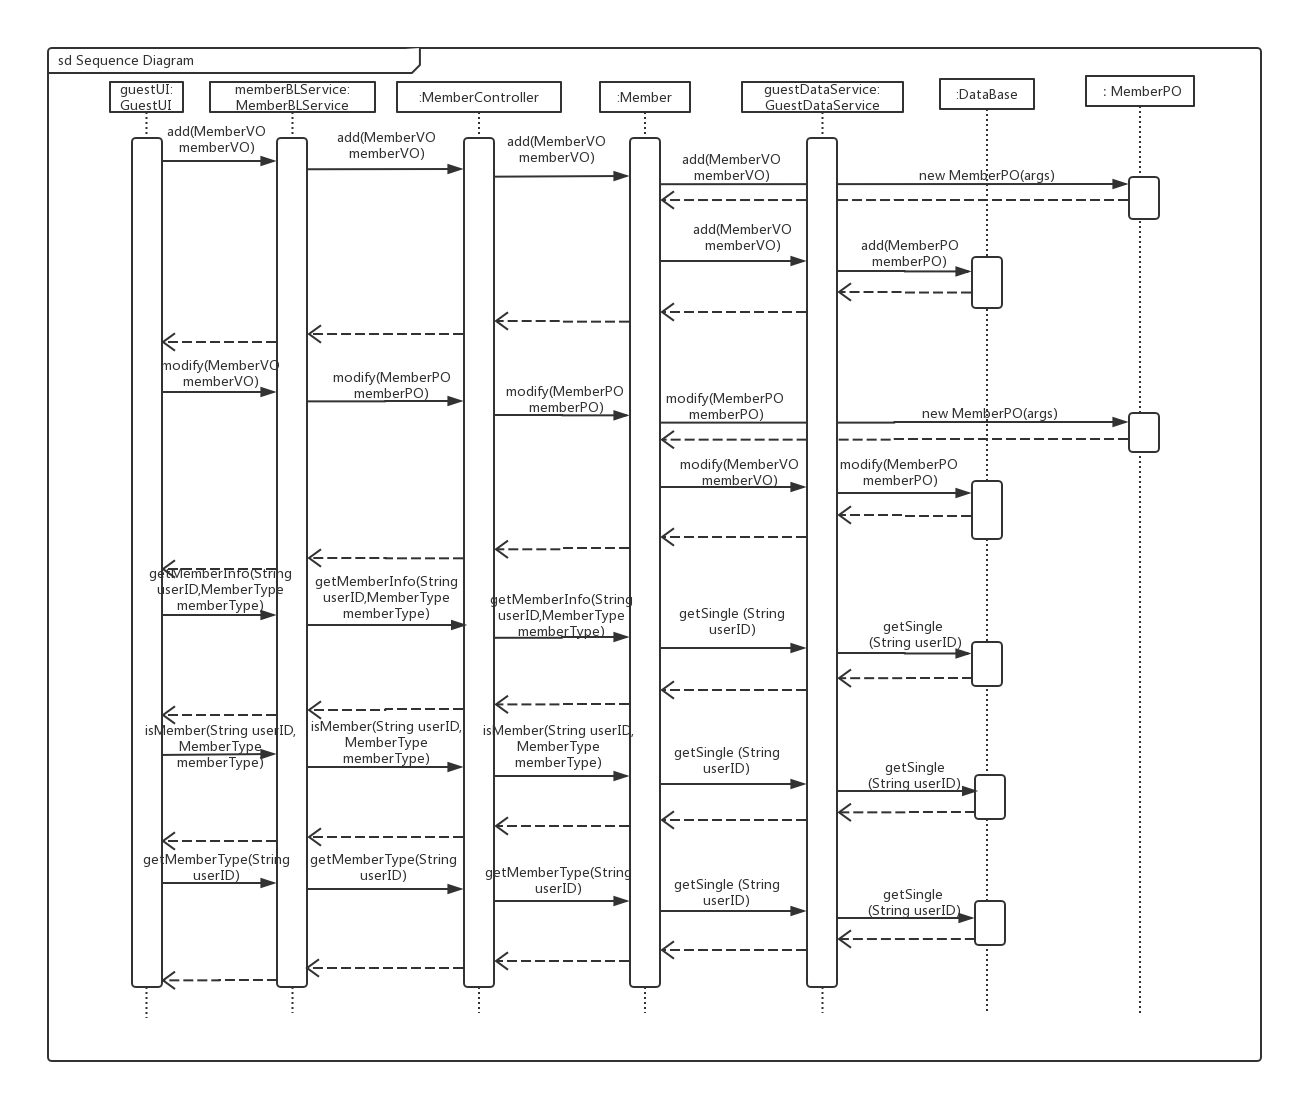 sd Sequence Diagram
guestUI:
GuestUI
memberBLService:
MemberBLService
:MemberController
:Member
guestDataService:
GuestDataService
:DataBase
: MemberPO
add(MemberVO
memberVO)
add(MemberVO
memberVO)
add(MemberVO
memberVO)
add(MemberVO
memberVO)
new MemberPO(args)
add(MemberVO
memberVO)
add(MemberPO
memberPO)
modify(MemberVO
memberVO)
modify(MemberPO
memberPO)
modify(MemberPO
memberPO)
modify(MemberPO
memberPO)
new MemberPO(args)
modify(MemberVO
memberVO)
modify(MemberPO
memberPO)
getMemberInfo(String
userID,MemberType
memberType)
getMemberInfo(String
userID,MemberType
memberType)
getMemberInfo(String
userID,MemberType
memberType)
getSingle (String
userID)
getSingle
(String userID)
isMember(String userID,
MemberType
memberType)
isMember(String userID,
MemberType
memberType)
isMember(String userID,
MemberType
memberType)
getSingle (String
userID)
getSingle
(String userID)
getMemberType(String
userID)
getMemberType(String
userID)
getMemberType(String
userID)
getSingle (String
userID)
getSingle
(String userID)